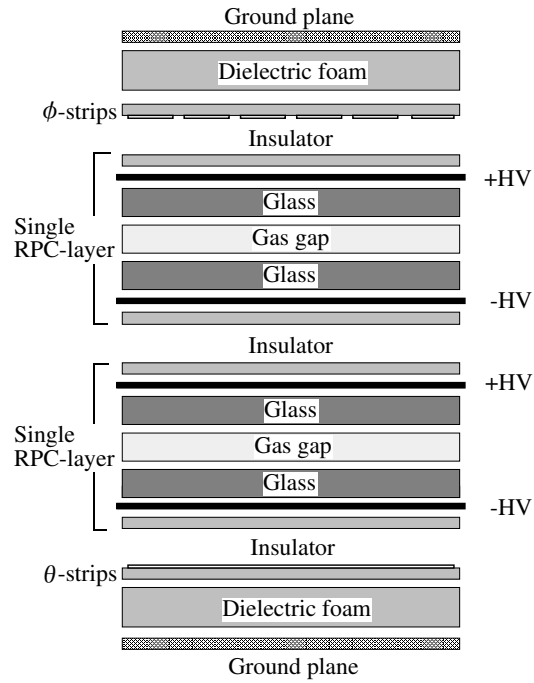 Ground plane
Dielectric foam
ϕ-strips
Insulator
+HV
Glass
Single
RPC-layer
Gas gap
Glass
-HV
Insulator
+HV
Glass
Single
RPC-layer
Gas gap
Glass
-HV
Insulator
θ-strips
Dielectric foam
Ground plane